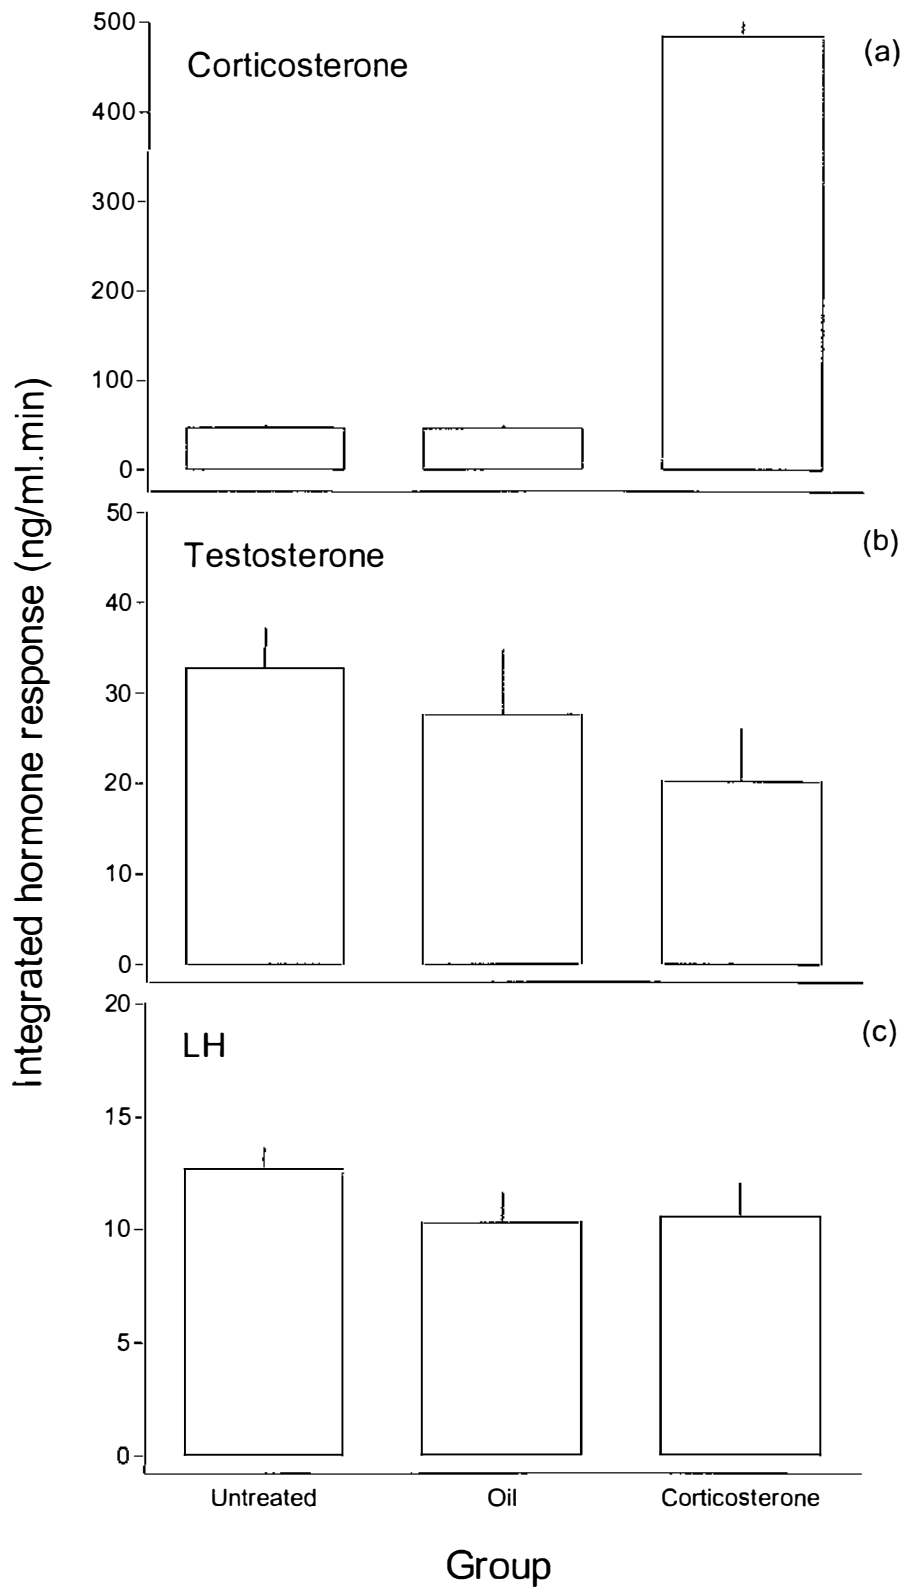 Integrated hormone response (ng/ml.min)
Corticosterone
(a)
500
400
300
200
100
0
Testosterone
(b)
50
40
30
20
10
0
LH
(c)
20
15
10
5
0
Untreated Oil Corticosterone
Group